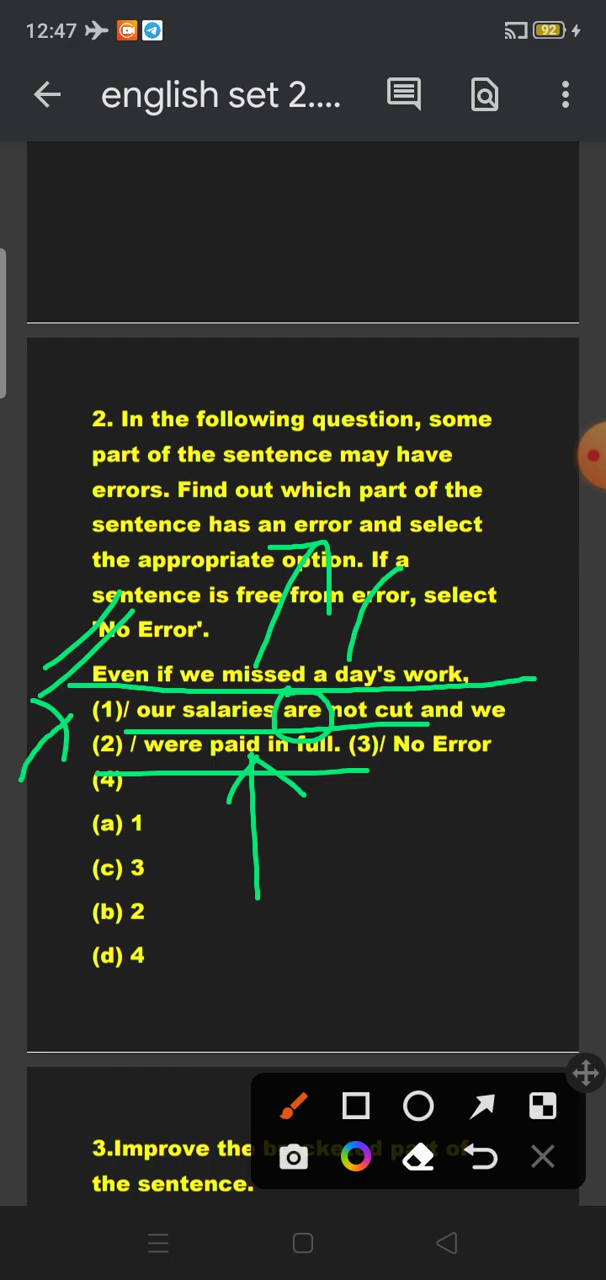 12:47
92
english set 2....
2. In the following question, some
part of the sentence may have
errors. Find out which part of the
sentence has an error and select
the appropriate option. If a
sentence is free from error, select
'No Error'.
Even if we missed a day's work,
(1)/ our salaries are not cut and we
(2) / were paid in full. (3)/ No Error
(4)
(a) 1
(c) 3
(b) 2
(d) 4
3.Improve the bracketed part of
the sentence.